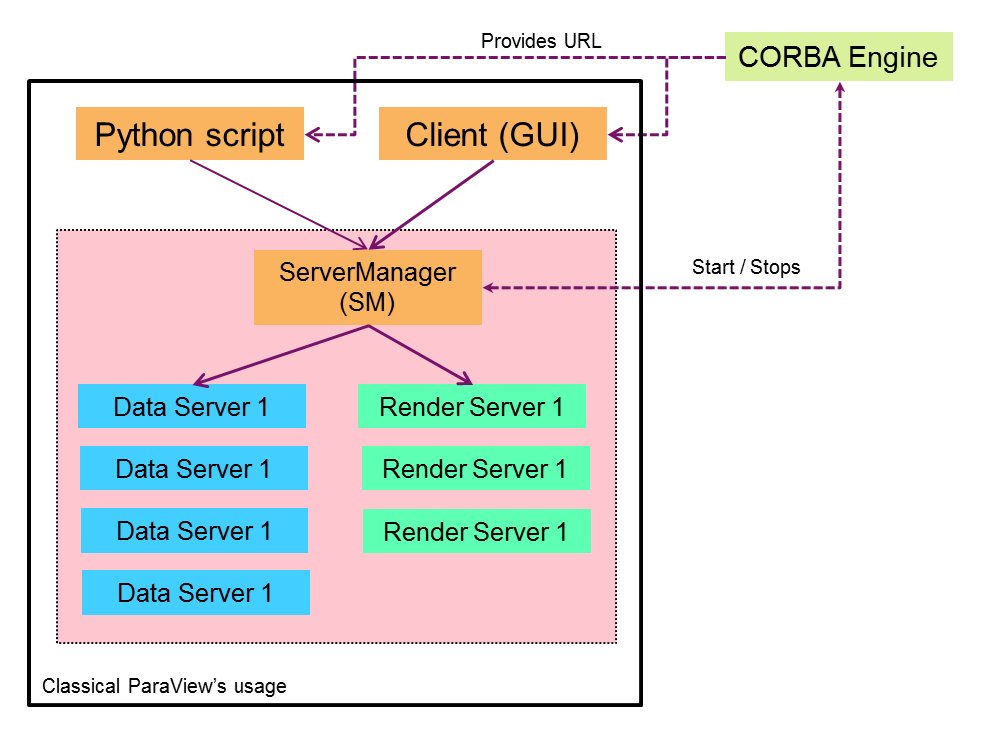 Provides URL
CORBA Engine
Python script
Client (GUI)
ServerManager
(SM)
Start / Stops
Data Server 1
Render Server 1
Data Server 1
Render Server 1
Data Server 1
Render Server 1
Data Server 1
Classical ParaView's usage